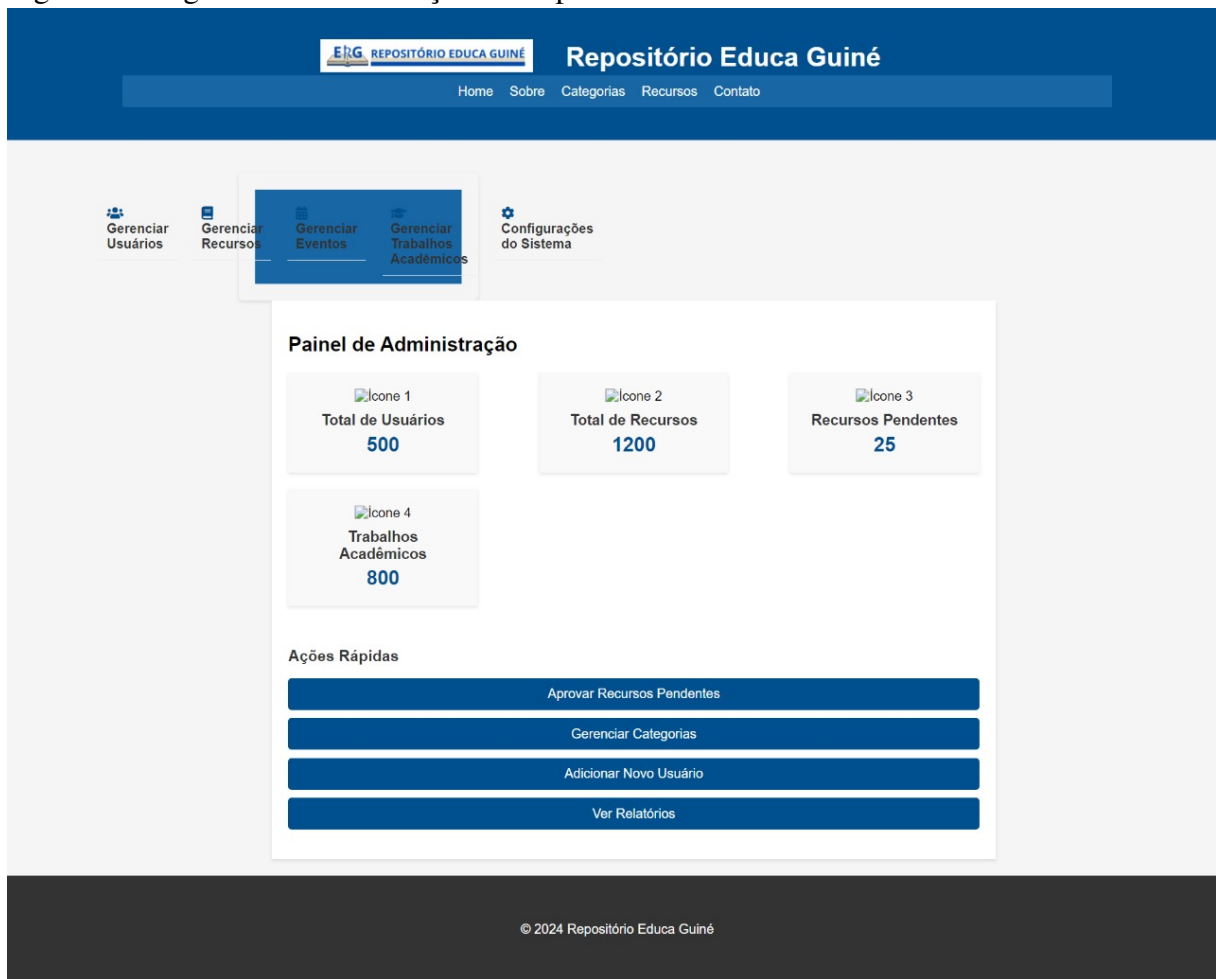 ERG REPOSITÓRIO EDUCA GUINÉ
Repositório Educa Guiné
Home Sobre Categorias Recursos Contato
Gerenciar Usuários
Gerenciar Recursos
Gerenciar Eventos
Gerenciar Trabalhos Acadêmicos
Configurações do Sistema
Painel de Administração
Ícone 1
Total de Usuários
500
Ícone 2
Total de Recursos
1200
Ícone 3
Recursos Pendentes
25
Ícone 4
Trabalhos
Acadêmicos
800
Ações Rápidas
Aprovar Recursos Pendentes
Gerenciar Categorias
Adicionar Novo Usuário
Ver Relatórios
© 2024 Repositório Educa Guiné